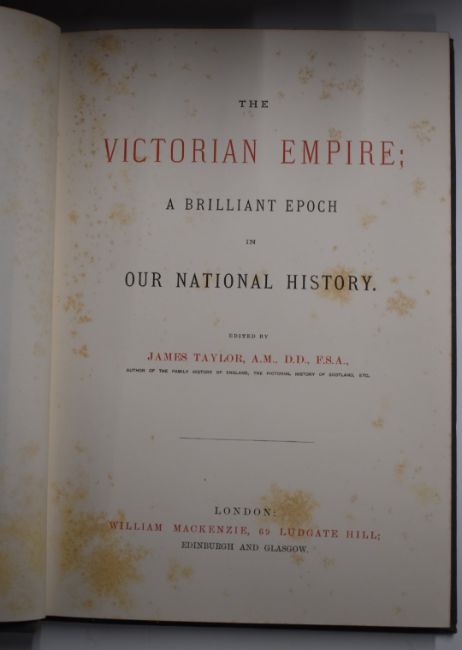 THE
VICTORIAN EMPIRE;
A BRILLIANT EPOCH
IN
OUR NATIONAL HISTORY.
EDITED BY
JAMES TAYLOR, A.M., D.D., F.S.A.,
AUTHOR OF THE FAMILY HISTORY OF ENGLAND, THE PICTORIAL HISTORY OF SCOTLAND, ETC.
LONDON:
WILLIAM MACKENZIE, 69 LUDGATE HILL;
EDINBURGH AND GLASGOW.